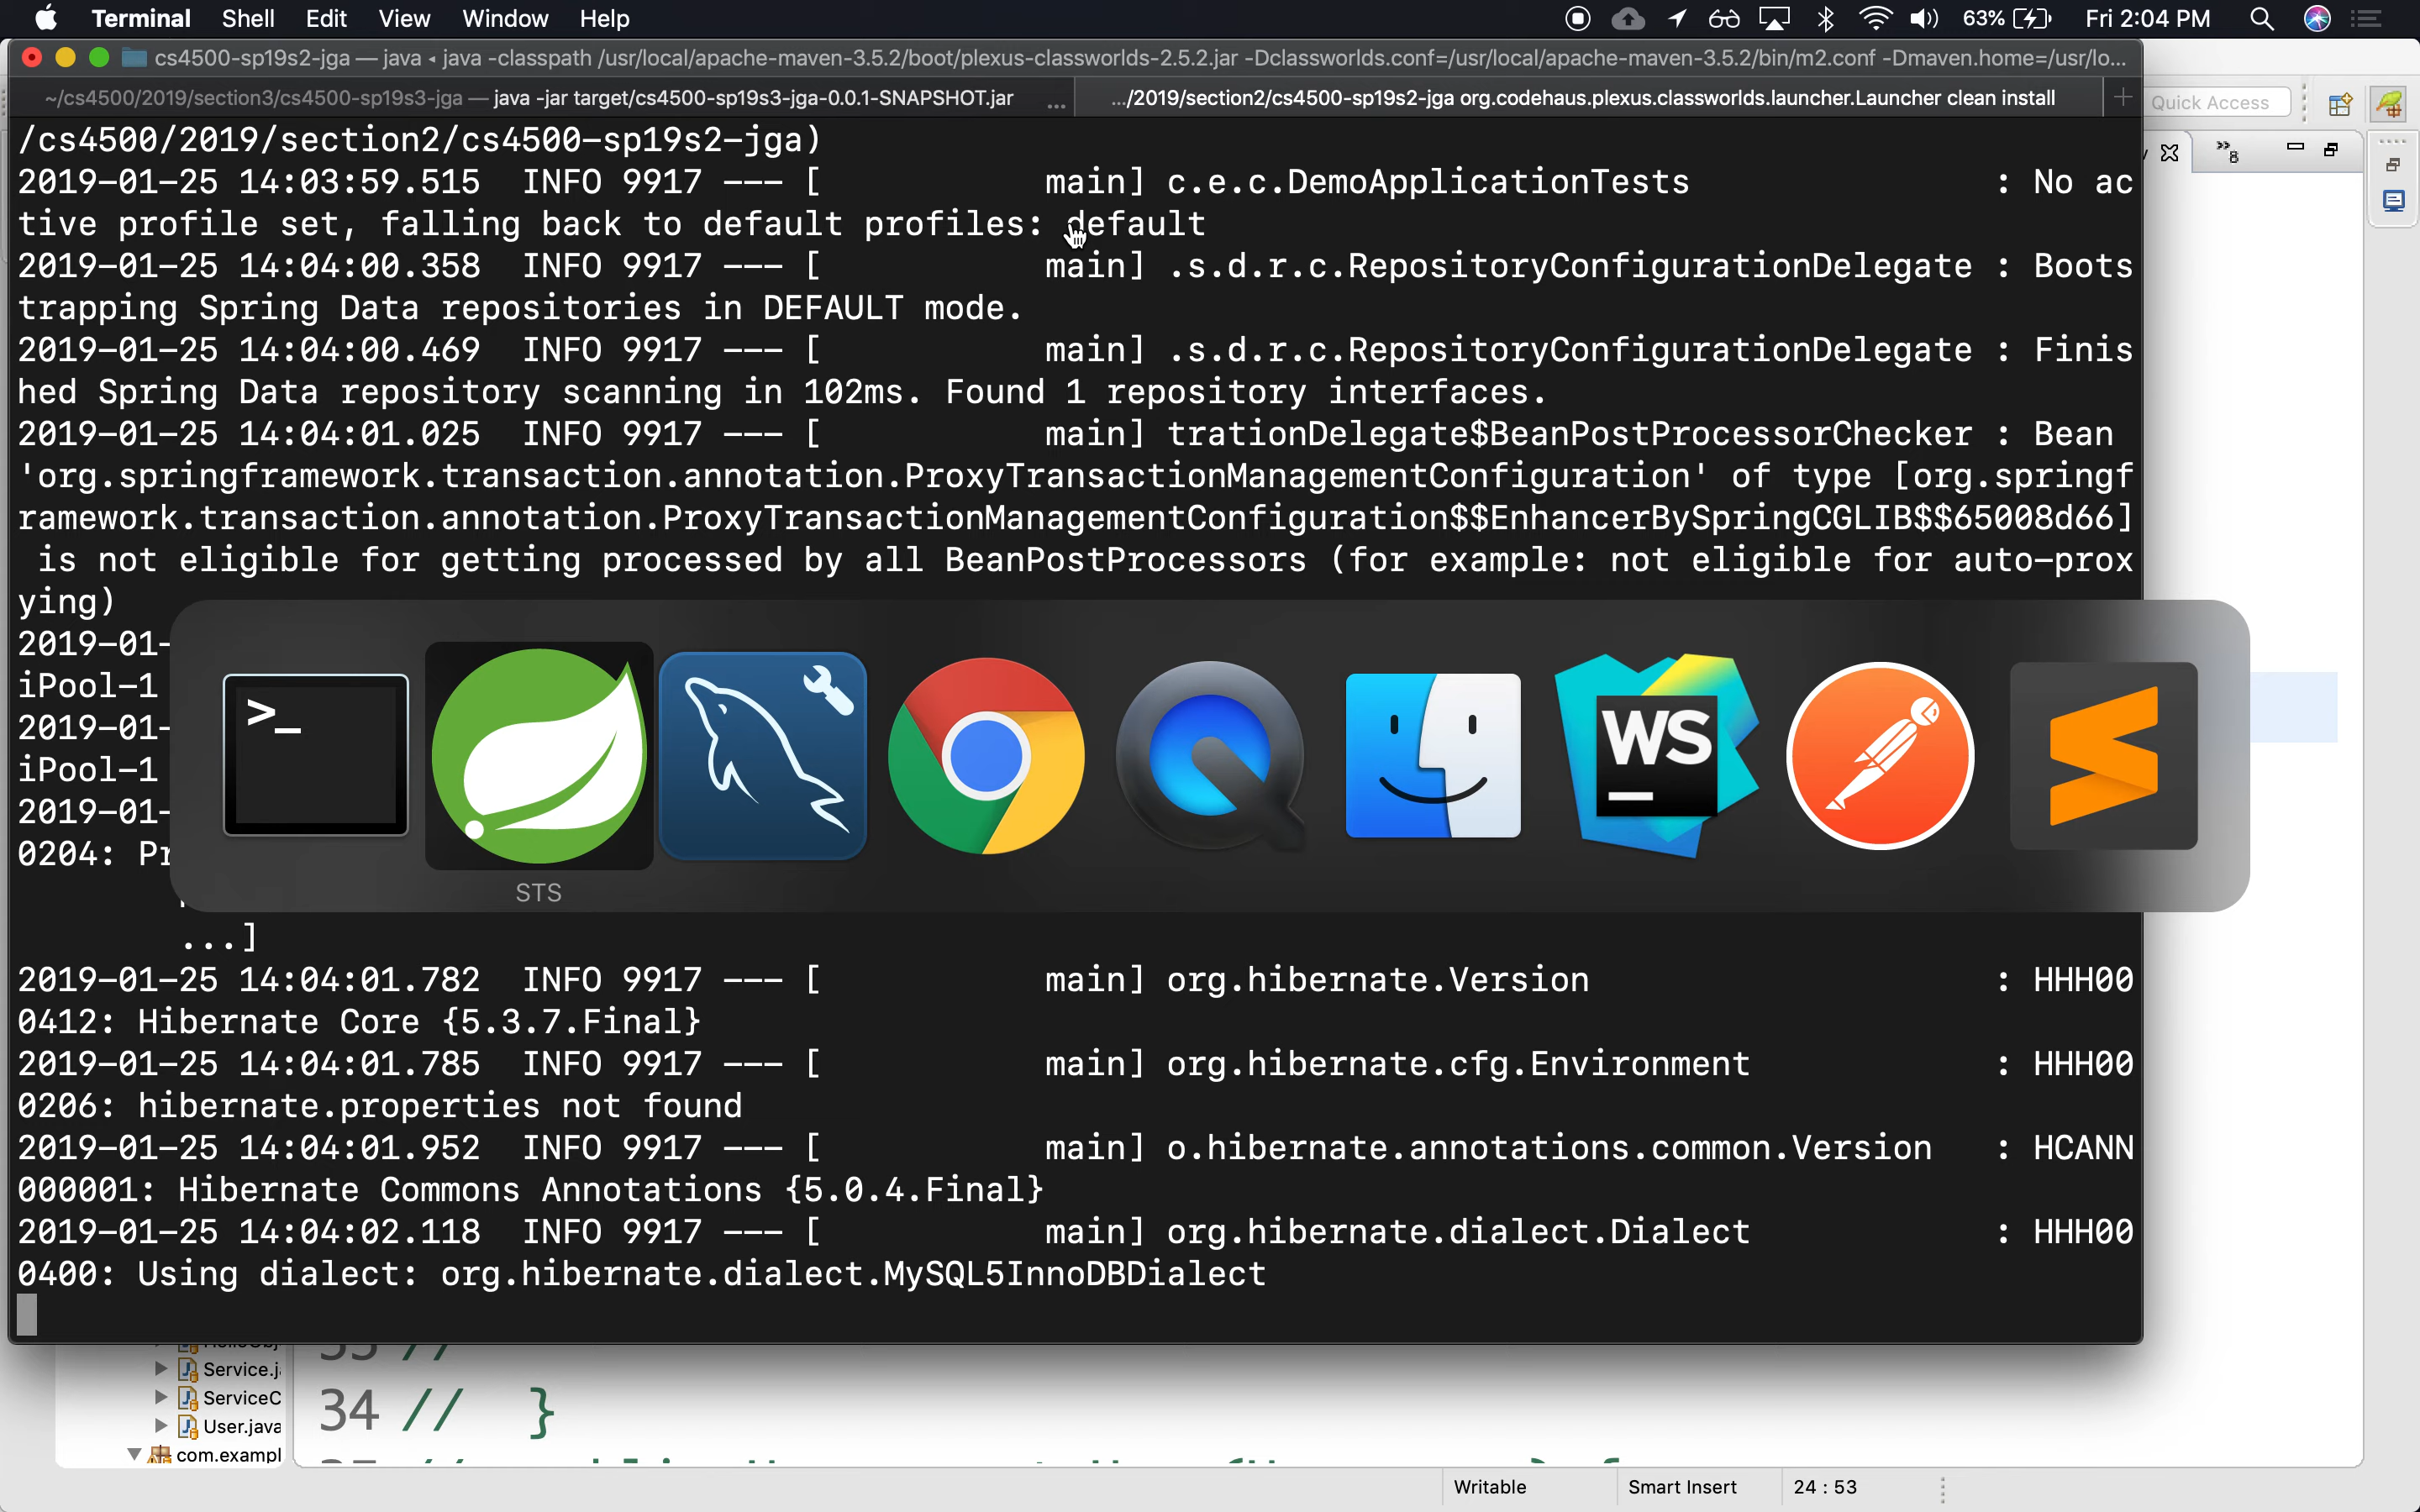 Terminal Shell Edit View Window Help 63% Fri 2:04 PM
cs4500-sp19s2-jga — java ◂ java -classpath /usr/local/apache-maven-3.5.2/boot/plexus-classworlds-2.5.2.jar -Dclassworlds.conf=/usr/local/apache-maven-3.5.2/bin/m2.conf -Dmaven.home=/usr/lo...
~/cs4500/2019/section3/cs4500-sp19s3-jga — java -jar target/cs4500-sp19s3-jga-0.0.1-SNAPSHOT.jar ... .../2019/section2/cs4500-sp19s2-jga org.codehaus.plexus.classworlds.launcher.Launcher clean install + Quick Access
/cs4500/2019/section2/cs4500-sp19s2-jga)
2019-01-25 14:03:59.515  INFO 9917 --- [           main] c.e.c.DemoApplicationTests               : No ac
tive profile set, falling back to default profiles: default
2019-01-25 14:04:00.358  INFO 9917 --- [           main] .s.d.r.c.RepositoryConfigurationDelegate : Boots
trapping Spring Data repositories in DEFAULT mode.
2019-01-25 14:04:00.469  INFO 9917 --- [           main] .s.d.r.c.RepositoryConfigurationDelegate : Finis
hed Spring Data repository scanning in 102ms. Found 1 repository interfaces.
2019-01-25 14:04:01.025  INFO 9917 --- [           main] trationDelegate$BeanPostProcessorChecker : Bean
'org.springframework.transaction.annotation.ProxyTransactionManagementConfiguration' of type [org.springf
ramework.transaction.annotation.ProxyTransactionManagementConfiguration$$EnhancerBySpringCGLIB$$65008d66]
 is not eligible for getting processed by all BeanPostProcessors (for example: not eligible for auto-prox
ying)
2019-01-
iPool-1
2019-01-
iPool-1
2019-01-
0204: Pr
>_
WS
STS
...]
2019-01-25 14:04:01.782  INFO 9917 --- [           main] org.hibernate.Version                    : HHH00
0412: Hibernate Core {5.3.7.Final}
2019-01-25 14:04:01.785  INFO 9917 --- [           main] org.hibernate.cfg.Environment            : HHH00
0206: hibernate.properties not found
2019-01-25 14:04:01.952  INFO 9917 --- [           main] o.hibernate.annotations.common.Version   : HCANN
000001: Hibernate Commons Annotations {5.0.4.Final}
2019-01-25 14:04:02.118  INFO 9917 --- [           main] org.hibernate.dialect.Dialect            : HHH00
0400: Using dialect: org.hibernate.dialect.MySQL5InnoDBDialect
Service.j
ServiceC
User.java
com.exampl
34 //   }
Writable Smart Insert 24 : 53